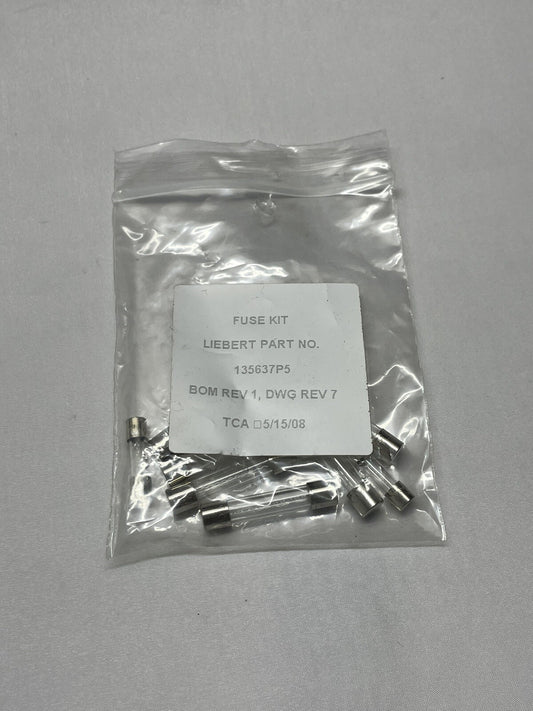 FUSE KIT
LIEBERT PART NO.
135637P5
BOM REV 1, DWG REV 7
TCA □5/15/08